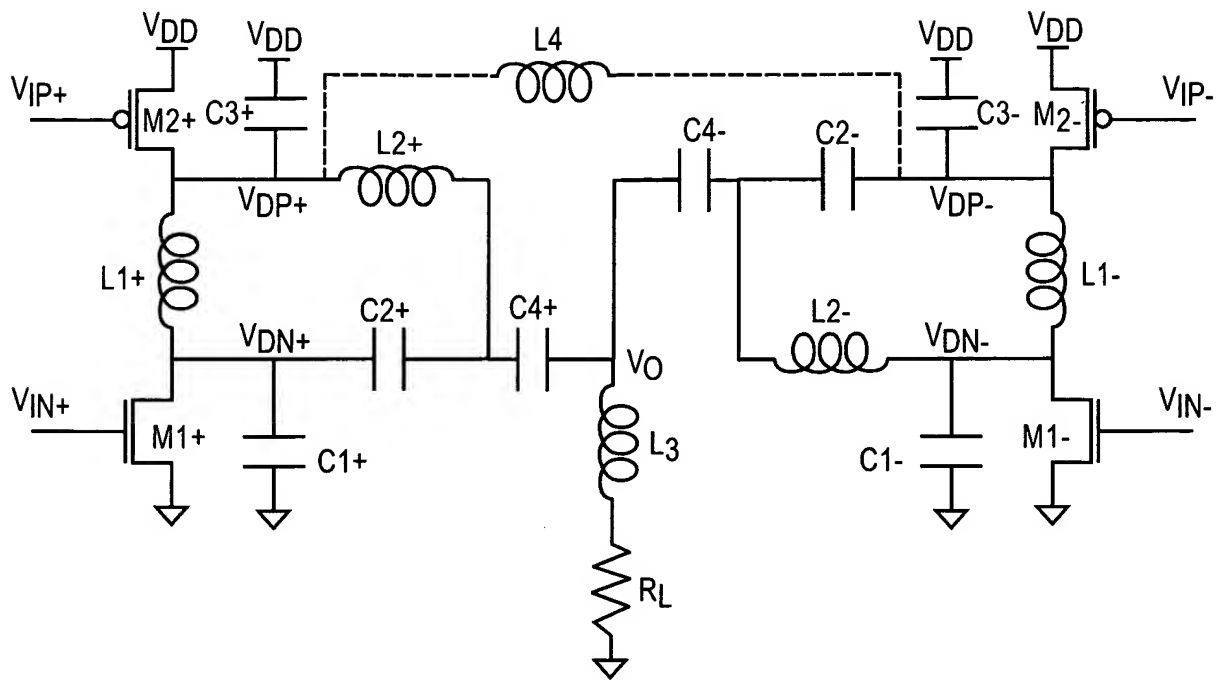 VDD
VDD
L4
VDD
VDD
VIP+
M2+
C3+
C3-
M2-
VIP-
L2+
C4-
C2-
VDP+
VDP-
L1+
L1-
C2+
C4+
L2-
VDN+
VO
VDN-
VIN+
VIN-
M1+
C1+
L3
C1-
M1-
RL